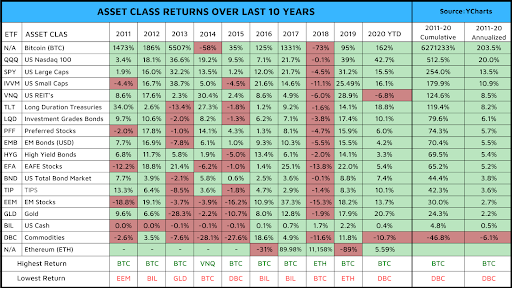 ASSET CLASS RETURNS OVER LAST 10 YEARS Source: YCharts
2011-20 2011-20
ETF ASSET CLASS 2011 2012 2013 2014 2015 2016 2017 2018 2019 2020 YTD Cumulative Annualized
N/A Bitcoin (BTC) 1473% 186% 5507% -58% 35% 125% 1331% -73% 95% 162% 6271233% 203.5%
QQQ US Nasdaq 100 3.4% 18.1% 36.6% 19.2% 9.5% 7.1% 21.7% -0.1% 39% 42.7% 512.5% 20.0%
SPY US Large Caps 1.9% 16.0% 32.2% 13.5% 1.2% 12.0% 21.7% -4.5% 31.2% 15.5% 254.0% 13.5%
US Small Caps -4.4% 16.7% 38.7% 5.0% -4.5% 21.6% 14.6% -11.1% 25.49% 16.1% 179.9% 10.9%
VNQ US REIT's 8.6% 17.6% 2.3% 30.4% 2.4% 8.6% 4.9% -6.0% 28.9% -6.8% 124.6% 8.5%
TLT Long Duration Treasuries 34.0% 2.6% -13.4% 27.3% -1.8% 1.2% 9.2% -1.6% 14.1% 18.8% 119.4% 8.2%
LQD Investment Grades Bonds 9.7% 10.6% -2.0% 8.2% -1.3% 6.2% 7.1% -3.8% 17.4% 10.1% 79.6% 6.1%
PFF Preferred Stocks -2.0% 17.8% -1.0% 14.1% 4.3% 1.3% 8.1% -4.7% 15.9% 6.0% 74.3% 5.7%
EMB EM Bonds (USD) 7.7% 16.9% -7.8% 6.1% 1.0% 9.3% 10.3% -5.5% 15.5% 4.2% 70.4% 5.5%
HYG High Yield Bonds 6.8% 11.7% 5.8% 1.9% -5.0% 13.4% 6.1% -2.0% 14.1% 3.3% 69.5% 5.4%
EFA EAFE Stocks -12.2% 18.8% 21.4% -6.2% -1.0% 1.4% 25.1% -13.8% 22.0% 5.4% 65.2% 5.2%
BND US Total Bond Market 7.7% 3.9% -2.1% 5.8% 0.6% 2.5% 3.6% -0.1% 8.8% 7.4% 44.4% 3.8%
TIP TIPS 13.3% 6.4% -8.5% 3.6% -1.8% 4.7% 2.9% -1.4% 8.3% 10.1% 42.3% 3.6%
EEM EM Stocks -18.8% 19.1% -3.7% -3.9% -16.2% 10.9% 37.3% -15.3% 18.2% 13.7% 30.0% 2.7%
GLD Gold 9.6% 6.6% -28.3% -2.2% -10.7% 8.0% 12.8% -1.9% 17.9% 20.7% 24.3% 2.2%
BIL US Cash 0.0% 0.0% -0.1% -0.1% -0.1% 0.1% 0.7% 1.7% 2.2% 0.4% 4.8% 0.5%
DBC Commodities -2.6% 3.5% -7.6% -28.1% -27.6% 18.6% 4.9% -11.6% 11.8% -10.7% -46.8% -6.1%
N/A Ethereum (ETH) - - - - - -31% 89.98% 11,158% -89% 5.59%
Highest Return BTC BTC BTC VNQ BTC BTC BTC ETH BTC BTC BTC BTC
Lowest Return EEM BIL GLD BTC DBC BIL BIL BTC ETH DBC DBC DBC